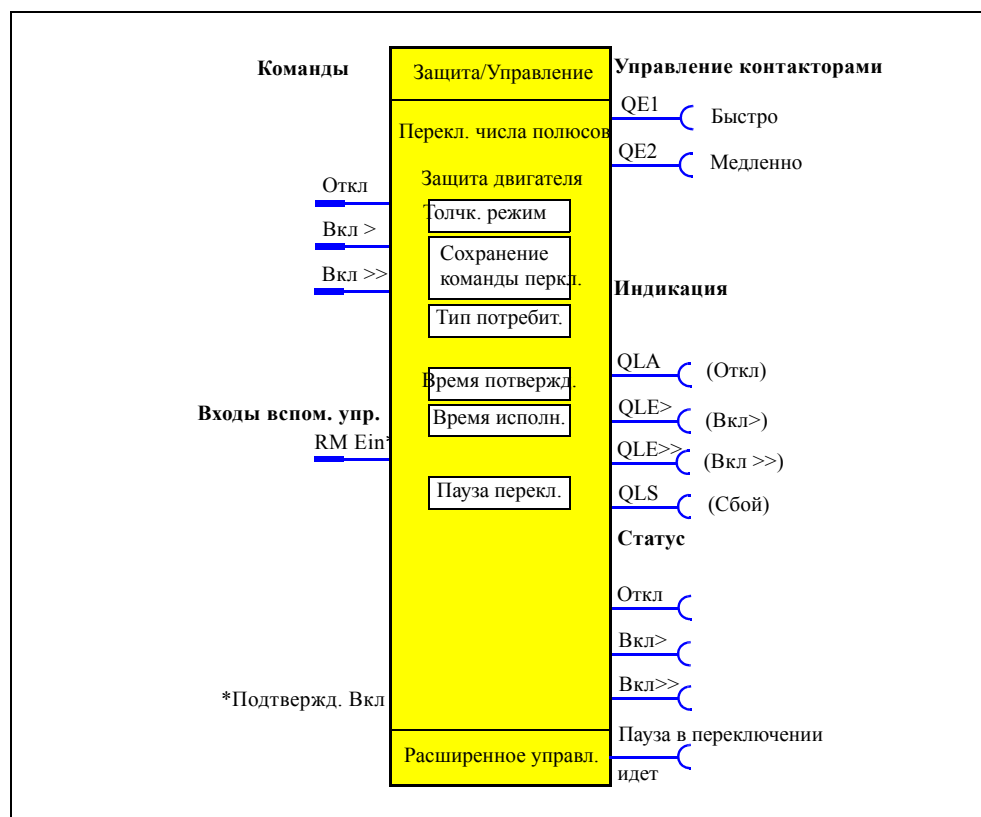 Команды
Защита/Управление
Управление контакторами
QE1
Быстро
Перекл. числа полюсов
QE2
Медленно
Защита двигателя
Откл
Толчк. режим
Вкл >
Сохранение
команды перкл.
Вкл >>
Индикация
Тип потребит.
QLA
(Откл)
Время потвержд.
QLE>
(Вкл>)
Входы вспом. упр.
Время исполн.
RM Ein*
QLE>>
(Вкл >>)
Пауза перекл.
QLS
(Сбой)
Статус
Откл
Вкл>
Вкл>>
*Подтвержд. Вкл
Пауза в переключении
идет
Расширенное управл.